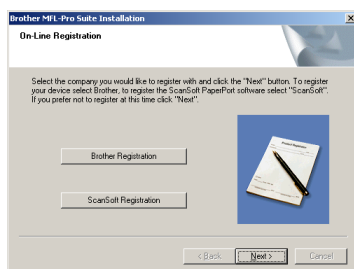 Brother MFL-Pro Suite Installation
On-Line Registration
Select the company you would like to register with and click the "Next" button. To register
your device select Brother, to register the ScanSoft PaperPort software select "ScanSoft".
If you prefer not to register at this time click "Next".
Brother Registration
ScanSoft Registration
< Back
Next >
Cancel